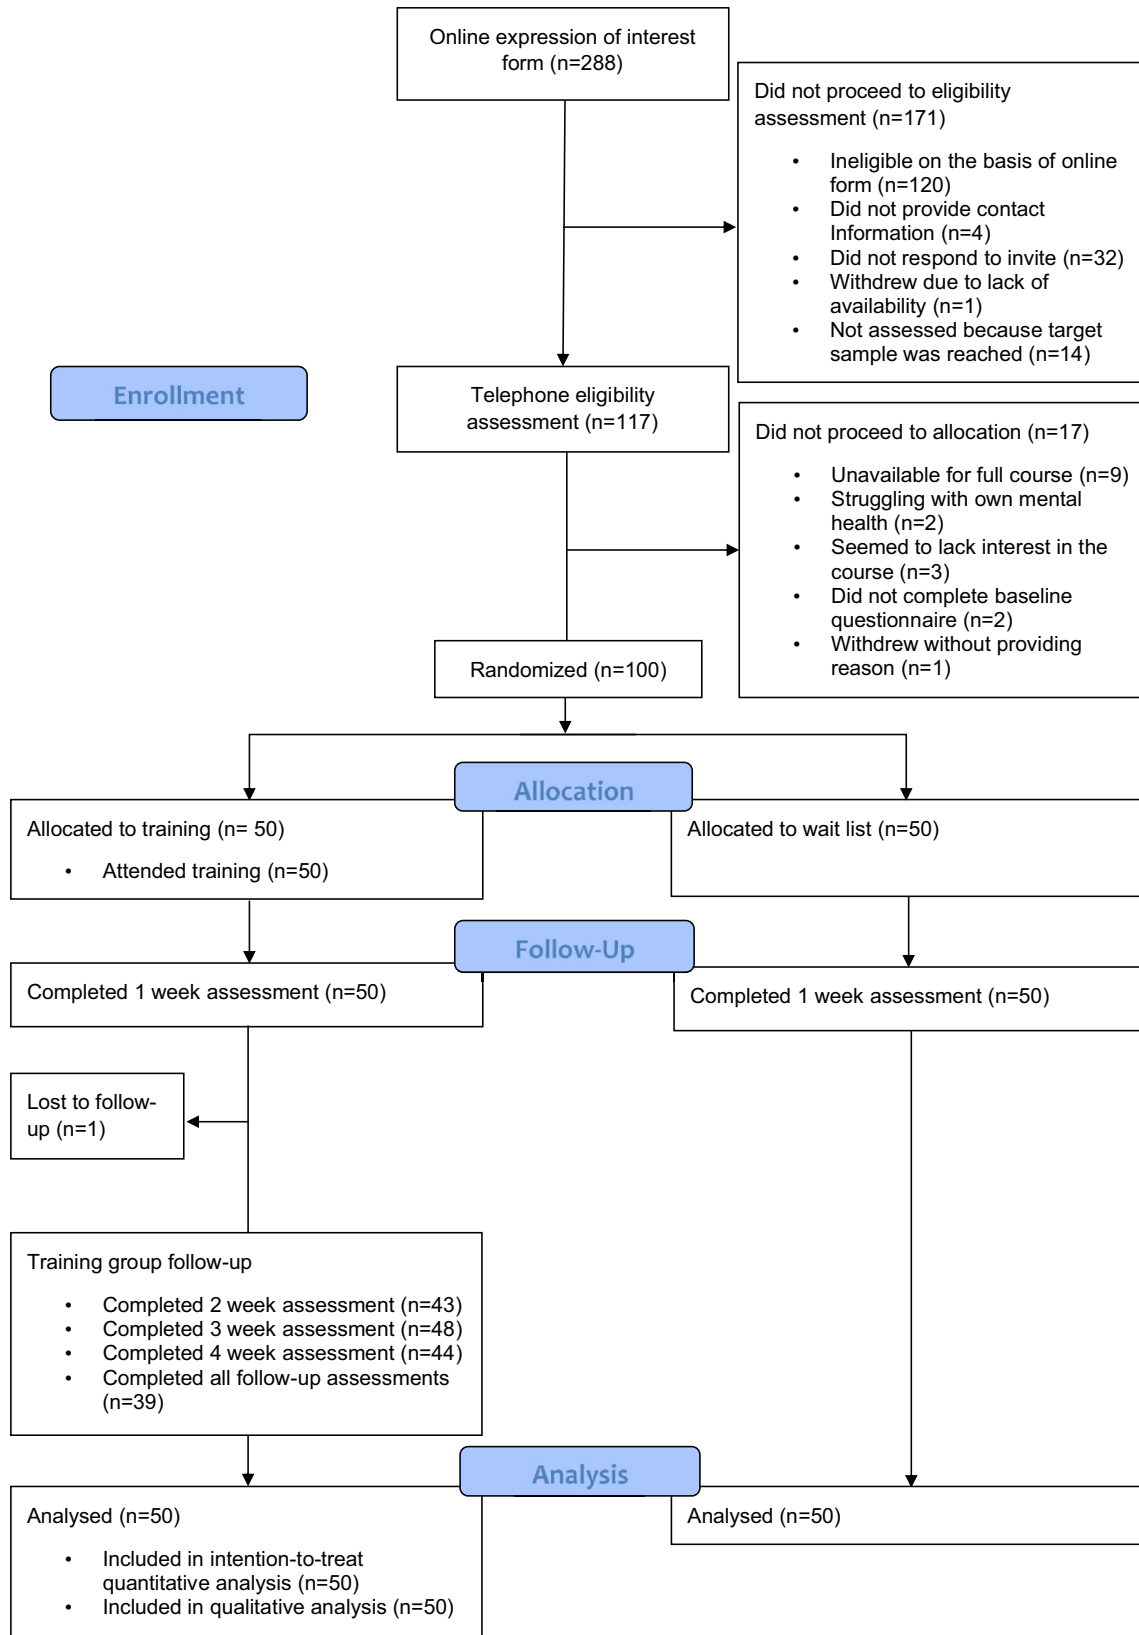 Online expression of interest
form (n=288)
Did not proceed to eligibility
assessment (n=171)
• Ineligible on the basis of online
form (n=120)
• Did not provide contact
Information (n=4)
• Did not respond to invite (n=32)
• Withdrew due to lack of
availability (n=1)
• Not assessed because target
sample was reached (n=14)
Enrollment
Telephone eligibility
assessment (n=117)
Did not proceed to allocation (n=17)
• Unavailable for full course (n=9)
• Struggling with own mental
health (n=2)
• Seemed to lack interest in the
course (n=3)
• Did not complete baseline
questionnaire (n=2)
• Withdrew without providing
reason (n=1)
Randomized (n=100)
Allocation
Allocated to training (n= 50)
• Attended training (n=50)
Allocated to wait list (n=50)
Follow-Up
Completed 1 week assessment (n=50)
Completed 1 week assessment (n=50)
Lost to follow-
up (n=1)
Training group follow-up
• Completed 2 week assessment (n=43)
• Completed 3 week assessment (n=48)
• Completed 4 week assessment (n=44)
• Completed all follow-up assessments
(n=39)
Analysis
Analysed (n=50)
• Included in intention-to-treat
quantitative analysis (n=50)
• Included in qualitative analysis (n=50)
Analysed (n=50)